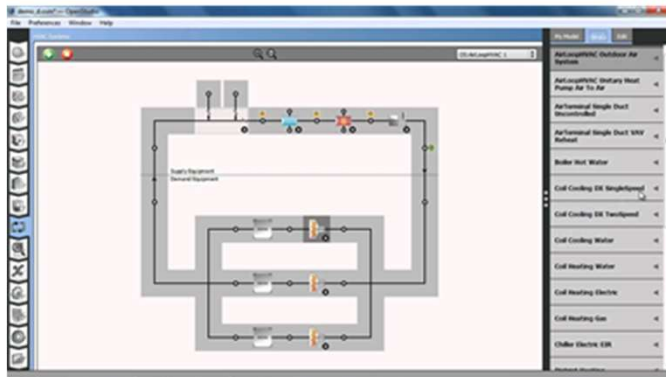 File Preferences Window Help
HVAC Systems
OS:AirLoopHVAC 1
My Model Library Edit
AirLoopHVAC Outdoor Air
System
AirLoopHVAC Unitary Heat
Pump Air To Air
AirTerminal Single Duct
Uncontrolled
AirTerminal Single Duct VAV
Reheat
Boiler Hot Water
Coil Cooling DX SingleSpeed
Coil Cooling DX TwoSpeed
Coil Cooling Water
Coil Heating Water
Coil Heating Electric
Coil Heating Gas
Chiller Electric EIR
Supply Equipment
Demand Equipment